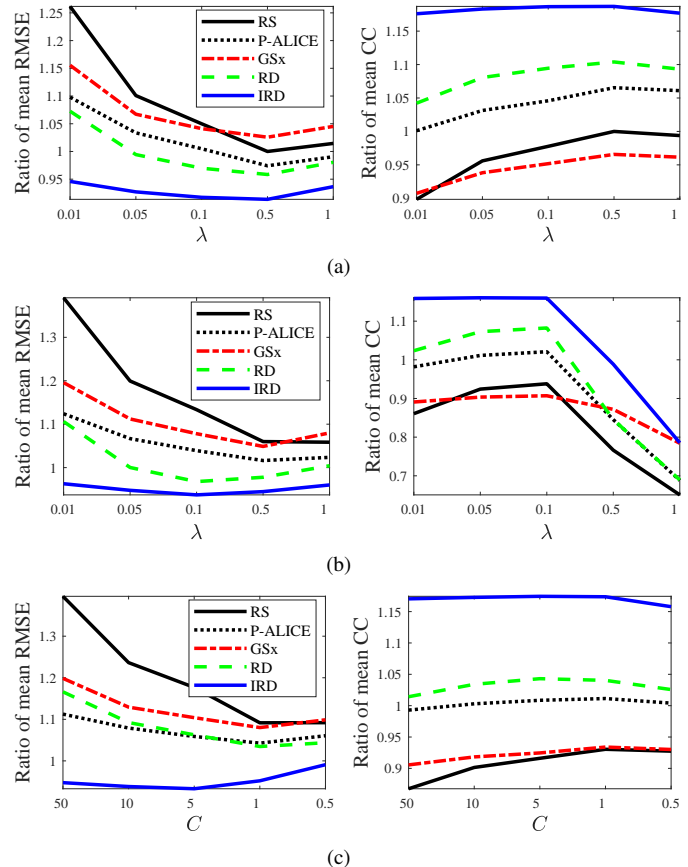 Ratio of mean RMSE
1.25
1.2
1.15
1.1
1.05
1
0.95
RS
P-ALICE
GSx
RD
IRD
0.01 0.05 0.1 0.5 1
λ
Ratio of mean CC
1.15
1.1
1.05
1
0.95
0.9
0.01 0.05 0.1 0.5 1
λ
(a)
Ratio of mean RMSE
1.3
1.2
1.1
1
RS
P-ALICE
GSx
RD
IRD
0.01 0.05 0.1 0.5 1
λ
Ratio of mean CC
1.1
1
0.9
0.8
0.7
0.01 0.05 0.1 0.5 1
λ
(b)
Ratio of mean RMSE
1.3
1.2
1.1
1
RS
P-ALICE
GSx
RD
IRD
50 10 5 1 0.5
C
Ratio of mean CC
1.15
1.1
1.05
1
0.95
0.9
50 10 5 1 0.5
C
(c)